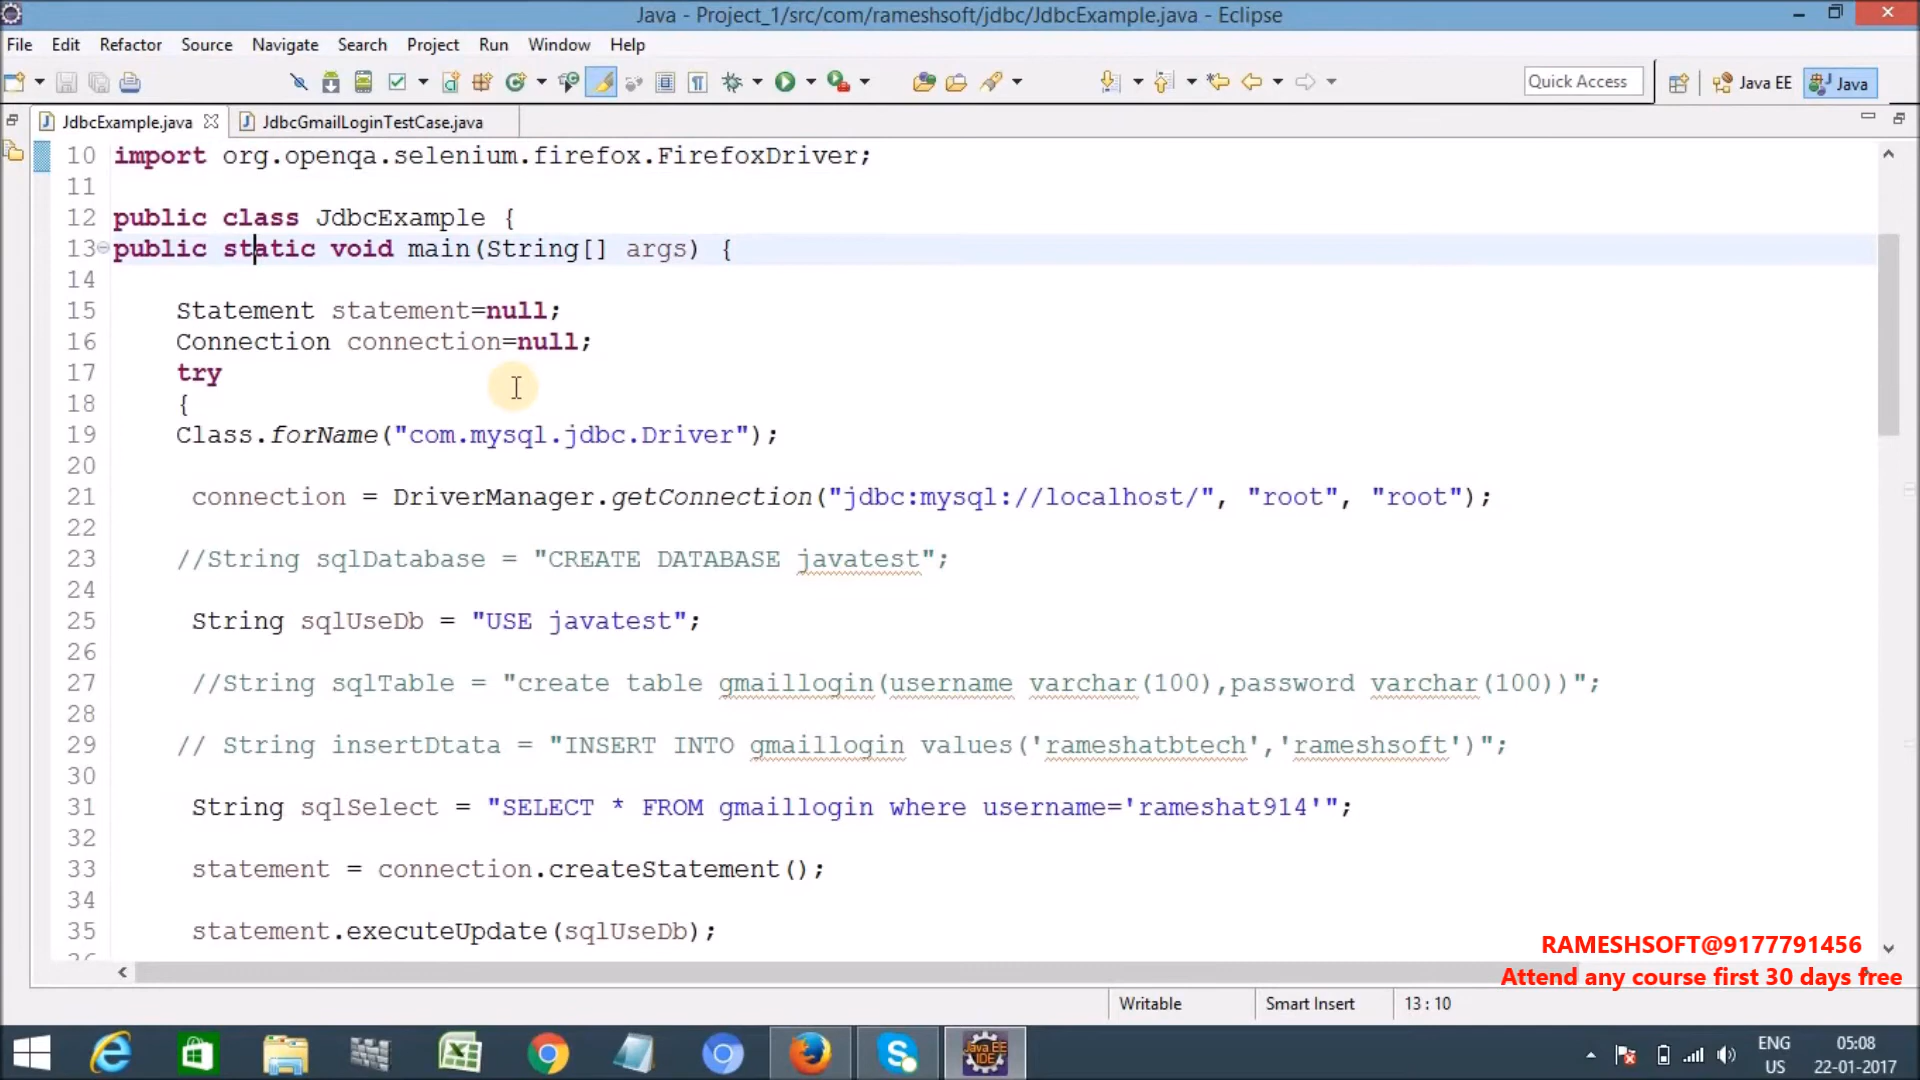 Java - Project_1/src/com/rameshsoft/jdbc/JdbcExample.java - Eclipse
File Edit Refactor Source Navigate Search Project Run Window Help
Quick Access Java EE Java
JdbcExample.java JdbcGmailLoginTestCase.java
10 import org.openqa.selenium.firefox.FirefoxDriver;
11
12 public class JdbcExample {
13 public static void main(String[] args) {
14
15 Statement statement=null;
16 Connection connection=null;
17 try
18 {
19 Class.forName("com.mysql.jdbc.Driver");
20
21 connection = DriverManager.getConnection("jdbc:mysql://localhost/", "root", "root");
22
23 //String sqlDatabase = "CREATE DATABASE javatest";
24
25 String sqlUseDb = "USE javatest";
26
27 //String sqlTable = "create table gmaillogin(username varchar(100),password varchar(100))";
28
29 // String insertDtata = "INSERT INTO gmaillogin values('rameshatbtech','rameshsoft')";
30
31 String sqlSelect = "SELECT * FROM gmaillogin where username='rameshat914'";
32
33 statement = connection.createStatement();
34
35 statement.executeUpdate(sqlUseDb);
RAMESHSOFT@9177791456
Attend any course first 30 days free
Writable Smart Insert 13 : 10
Java EE IDE
ENG 05:08
US 22-01-2017